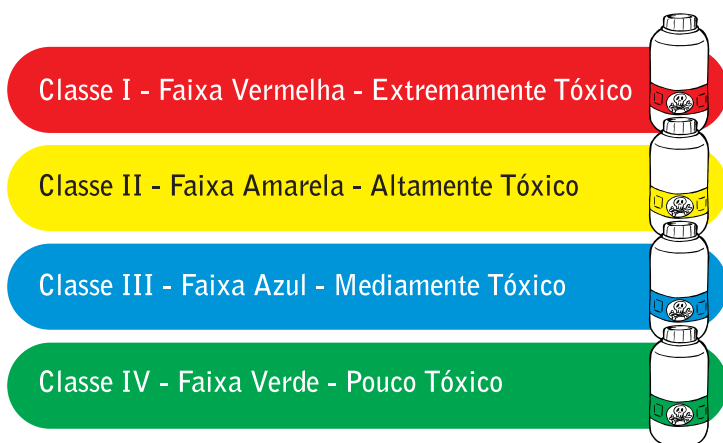 Classe I - Faixa Vermelha - Extremamente Tóxico
Classe II - Faixa Amarela - Altamente Tóxico
Classe III - Faixa Azul - Mediamente Tóxico
Classe IV - Faixa Verde - Pouco Tóxico